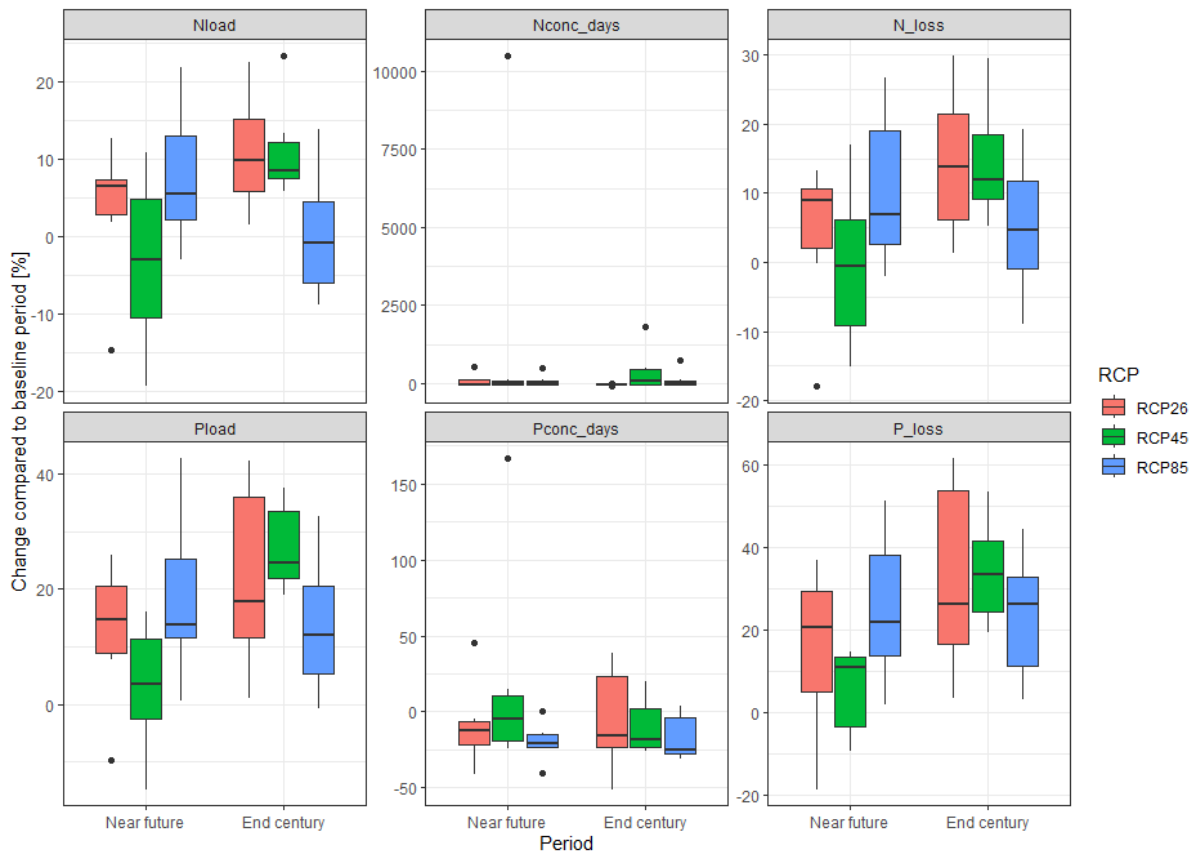 Nload
Nconc_days
N_loss
20
10
0
-10
-20
10000
7500
5000
2500
0
30
20
10
0
-10
-20
Pload
Pconc_days
P_loss
40
20
0
150
100
50
0
-50
60
40
20
0
-20
Near future End century
Near future End century
Near future End century
Period
Change compared to baseline period [%]
RCP
RCP26
RCP45
RCP85